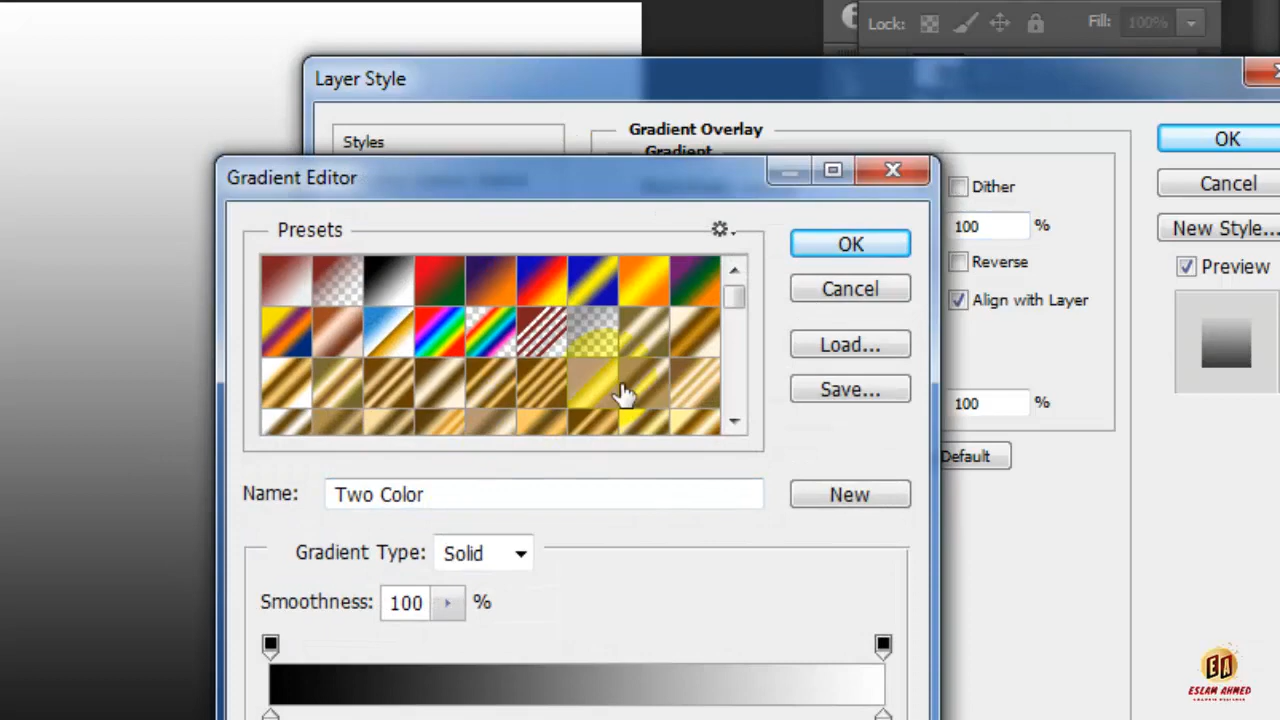 Lock:
Fill:
100%
Layer Style
Styles
Gradient Overlay
Gradient
OK
Cancel
New Style...
Preview
Dither
100
%
Reverse
Align with Layer
100
%
Default
Gradient Editor
Presets
OK
Cancel
Load...
Save...
Name:
Two Color
New
Gradient Type:
Solid
Smoothness:
100
%
EA
ESLAM AHMED